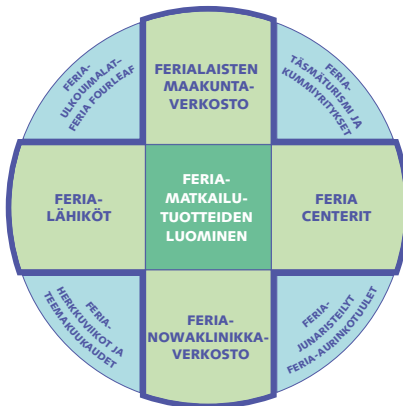 FERIA-
ULKOUIMALAT–
FERIA FOURLEAF
FERIALAISTEN
MAAKUNTA-
VERKOSTO
FERIA-
TÄSMÄTURISMI JA
KUMMIYRITYKSET
FERIA-
LÄHIKÖT
FERIA-
MATKAILU-
TUOTTEIDEN
LUOMINEN
FERIA
CENTERIT
FERIA-
HERKKUVIIKOT JA
TEEMAKUUKAUDET
FERIA-
NOWAKLINIKKA-
VERKOSTO
FERIA-
JUNARISTEILYT
FERIA-AURINKOTUULET